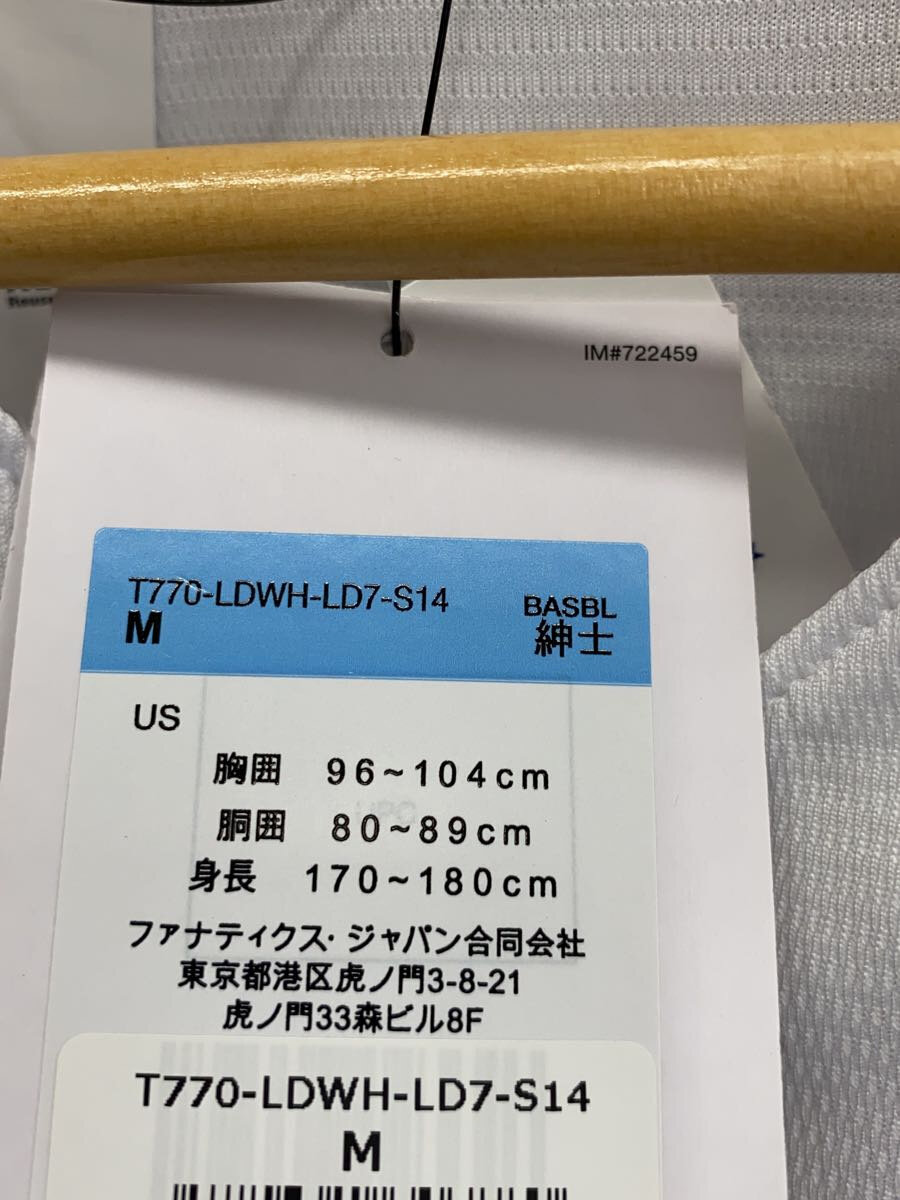 IM#722459
T770-LDWH-LD7-S14
BASBL
M
紳士
US
胸囲 96~104cm
胴囲 80~89cm
身長 170~180cm
ファナティクス・ジャパン合同会社
東京都港区虎ノ門3-8-21
虎ノ門33森ビル8F
T770-LDWH-LD7-S14
M